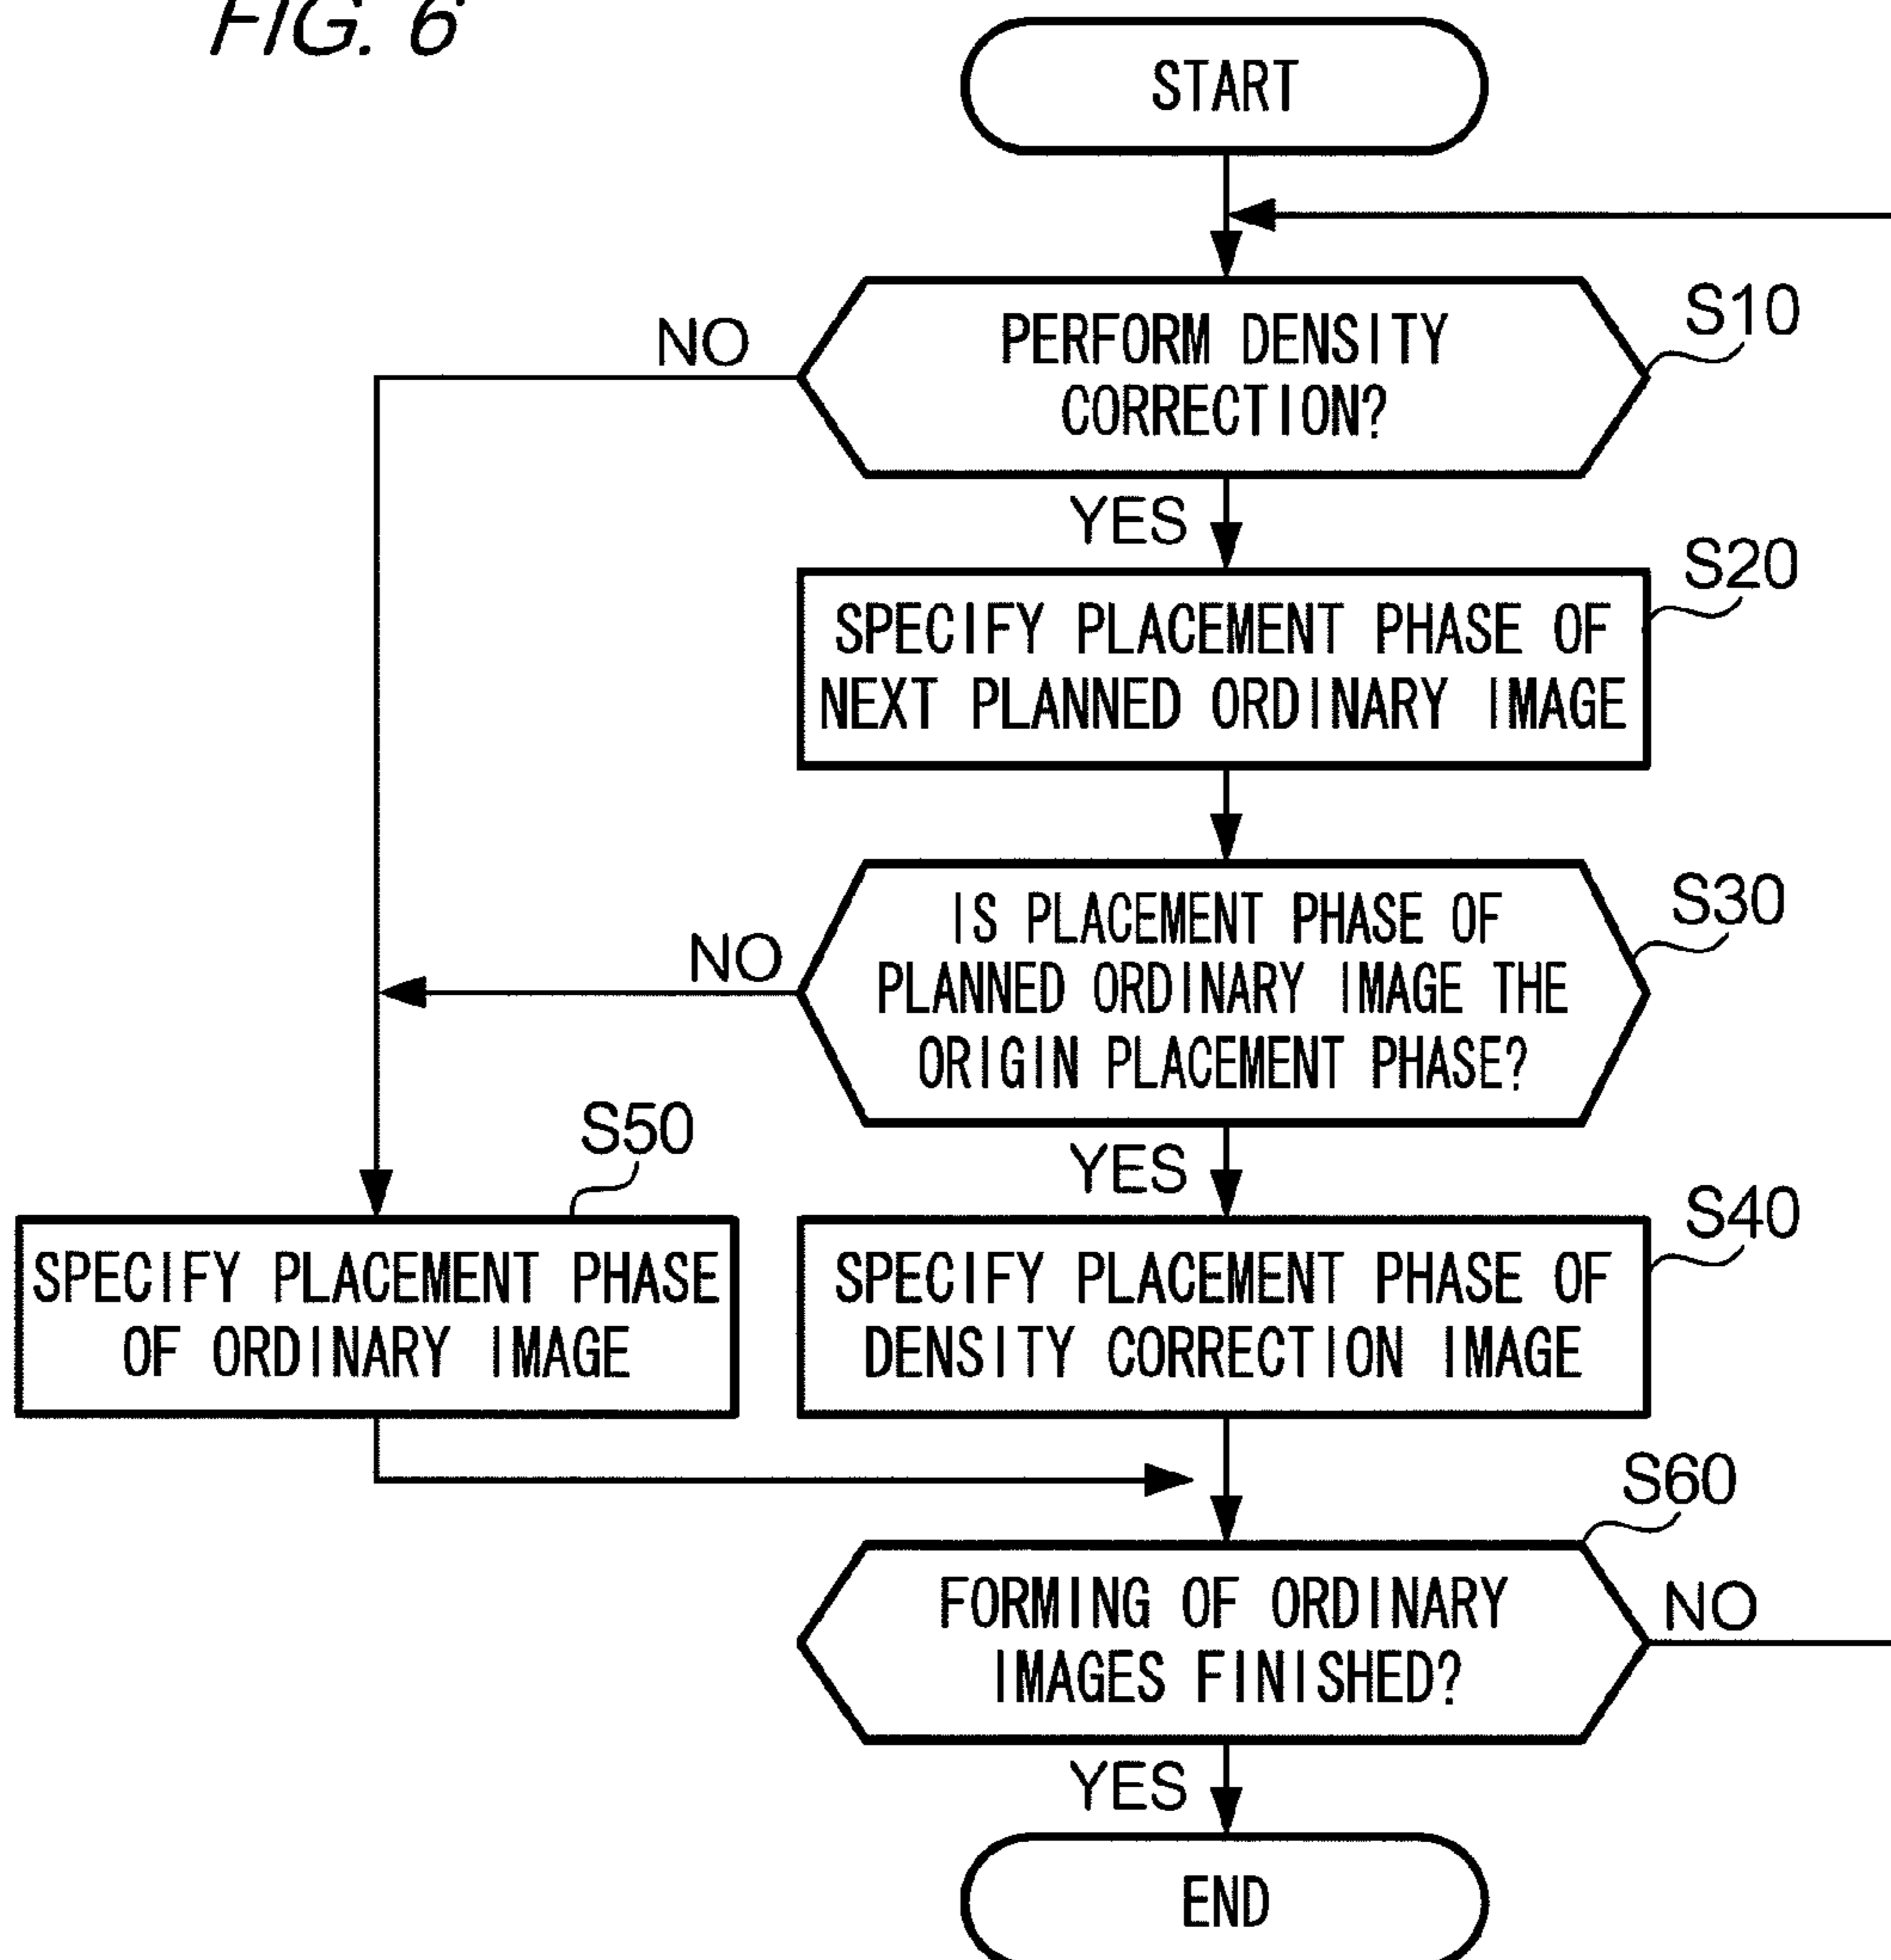 FIG. 6
START
PERFORM DENSITY
CORRECTION?
S10
NO
YES
SPECIFY PLACEMENT PHASE OF
NEXT PLANNED ORDINARY IMAGE
S20
IS PLACEMENT PHASE OF
PLANNED ORDINARY IMAGE THE
ORIGIN PLACEMENT PHASE?
S30
NO
YES
S50
SPECIFY PLACEMENT PHASE
OF ORDINARY IMAGE
SPECIFY PLACEMENT PHASE OF
DENSITY CORRECTION IMAGE
S40
S60
FORMING OF ORDINARY
IMAGES FINISHED?
NO
YES
END